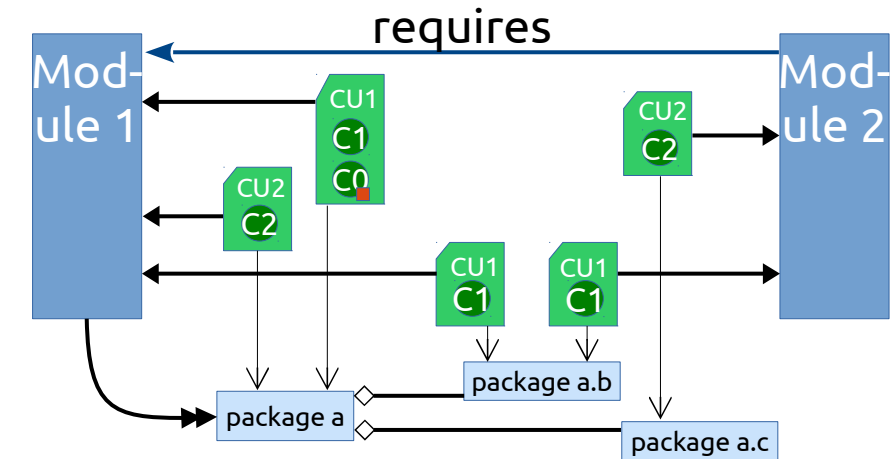 requires
Mod-
ule 1
Mod-
ule 2
CU1
C1
C0
CU2
C2
CU2
C2
CU1
C1
CU1
C1
package a.b
package a
package a.c